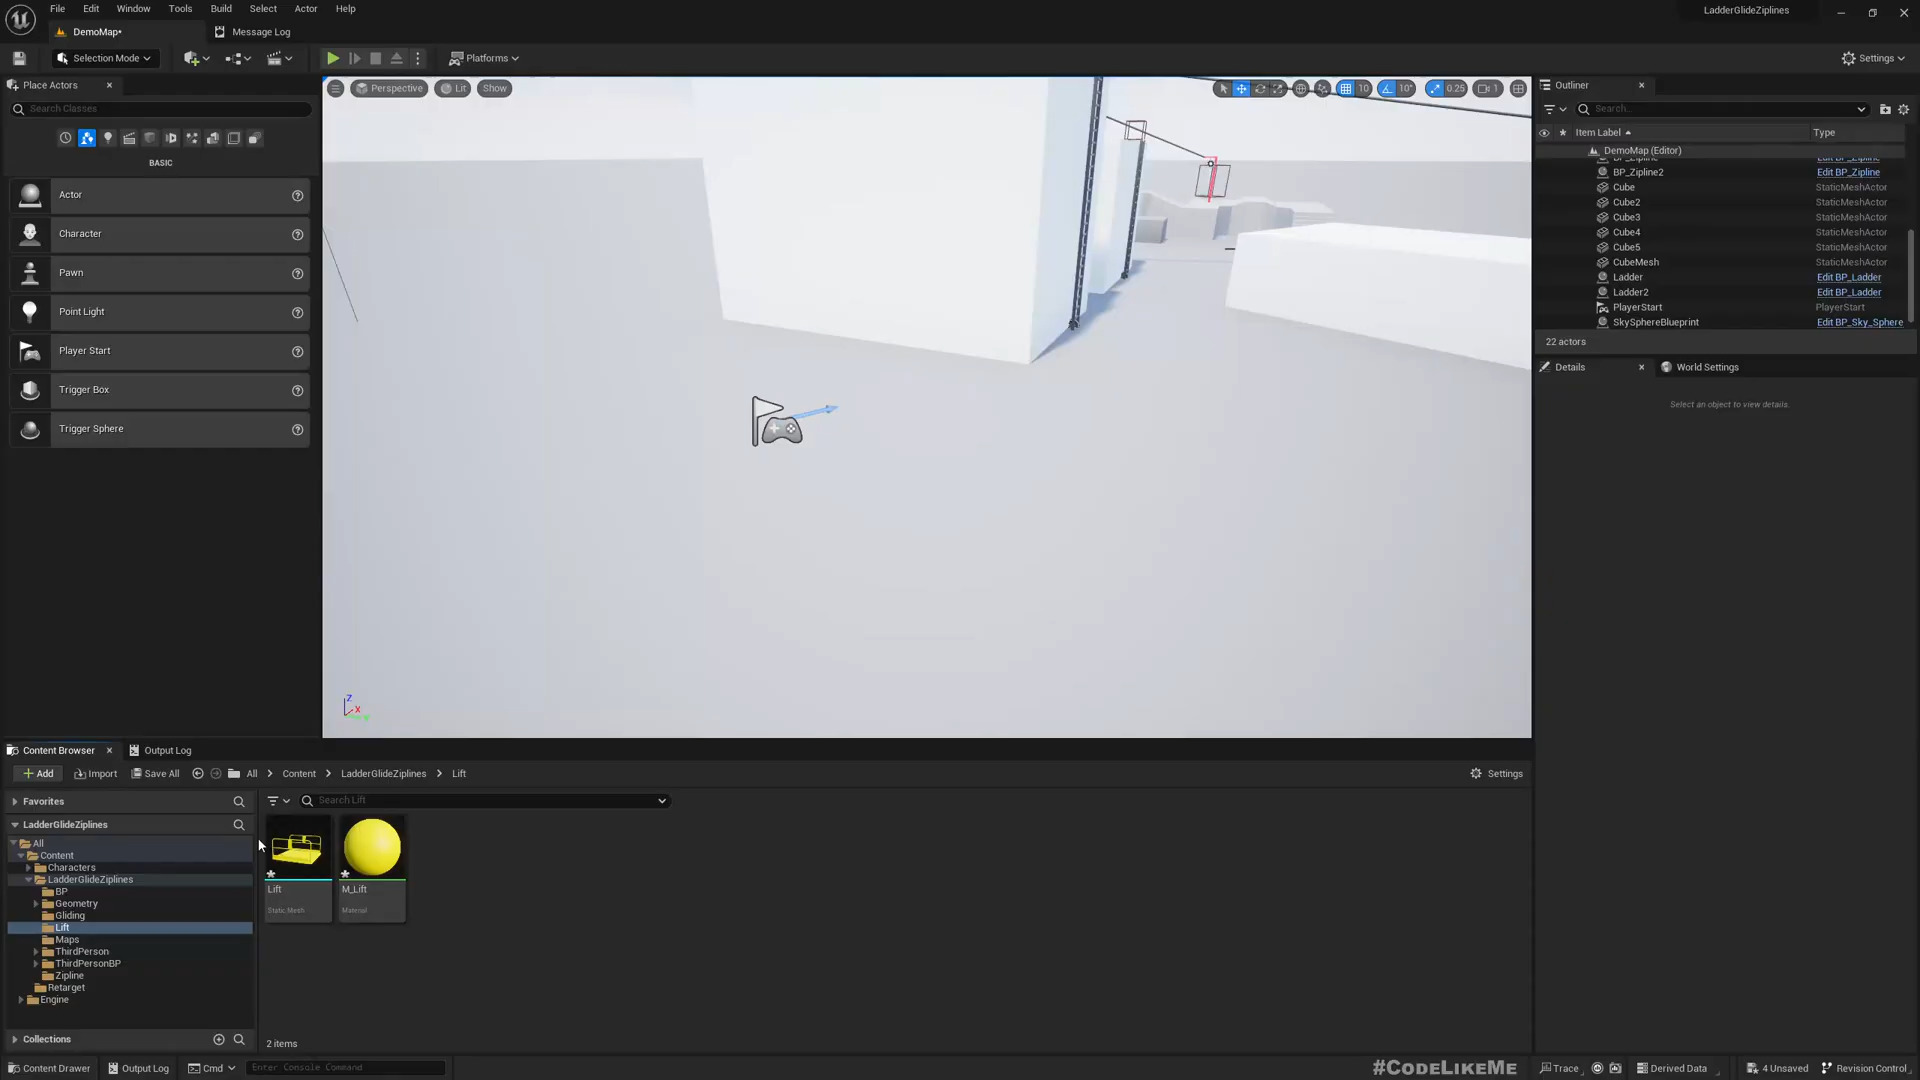 File Edit Window Tools Build Select Actor Help
LadderGlideZiplines
DemoMap•
Message Log
Selection Mode
Platforms
Settings
Place Actors
Search Classes
BASIC
Actor
Character
Pawn
Point Light
Player Start
Trigger Box
Trigger Sphere
Perspective
Lit
Show
10
10°
0.25
1
Z
X
Outliner
Search...
Item Label
Type
DemoMap (Editor)
BP_Zipline Edit BP_Zipline
BP_Zipline2 Edit BP_Zipline
Cube StaticMeshActor
Cube2 StaticMeshActor
Cube3 StaticMeshActor
Cube4 StaticMeshActor
Cube5 StaticMeshActor
CubeMesh StaticMeshActor
Ladder Edit BP_Ladder
Ladder2 Edit BP_Ladder
PlayerStart PlayerStart
SkySphereBlueprint Edit BP_Sky_Sphere
22 actors
Details
World Settings
Select an object to view details.
Content Browser
Output Log
Add
Import
Save All
All
Content
LadderGlideZiplines
Lift
Settings
Favorites
LadderGlideZiplines
All
Content
Characters
LadderGlideZiplines
BP
Geometry
Gliding
Lift
Maps
ThirdPerson
ThirdPersonBP
Zipline
Retarget
Engine
Collections
Search Lift
Lift
Static Mesh
M_Lift
Material
2 items
Content Drawer
Output Log
Cmd
Enter Console Command
#CodeLikeMe
Trace
Derived Data
4 Unsaved
Revision Control